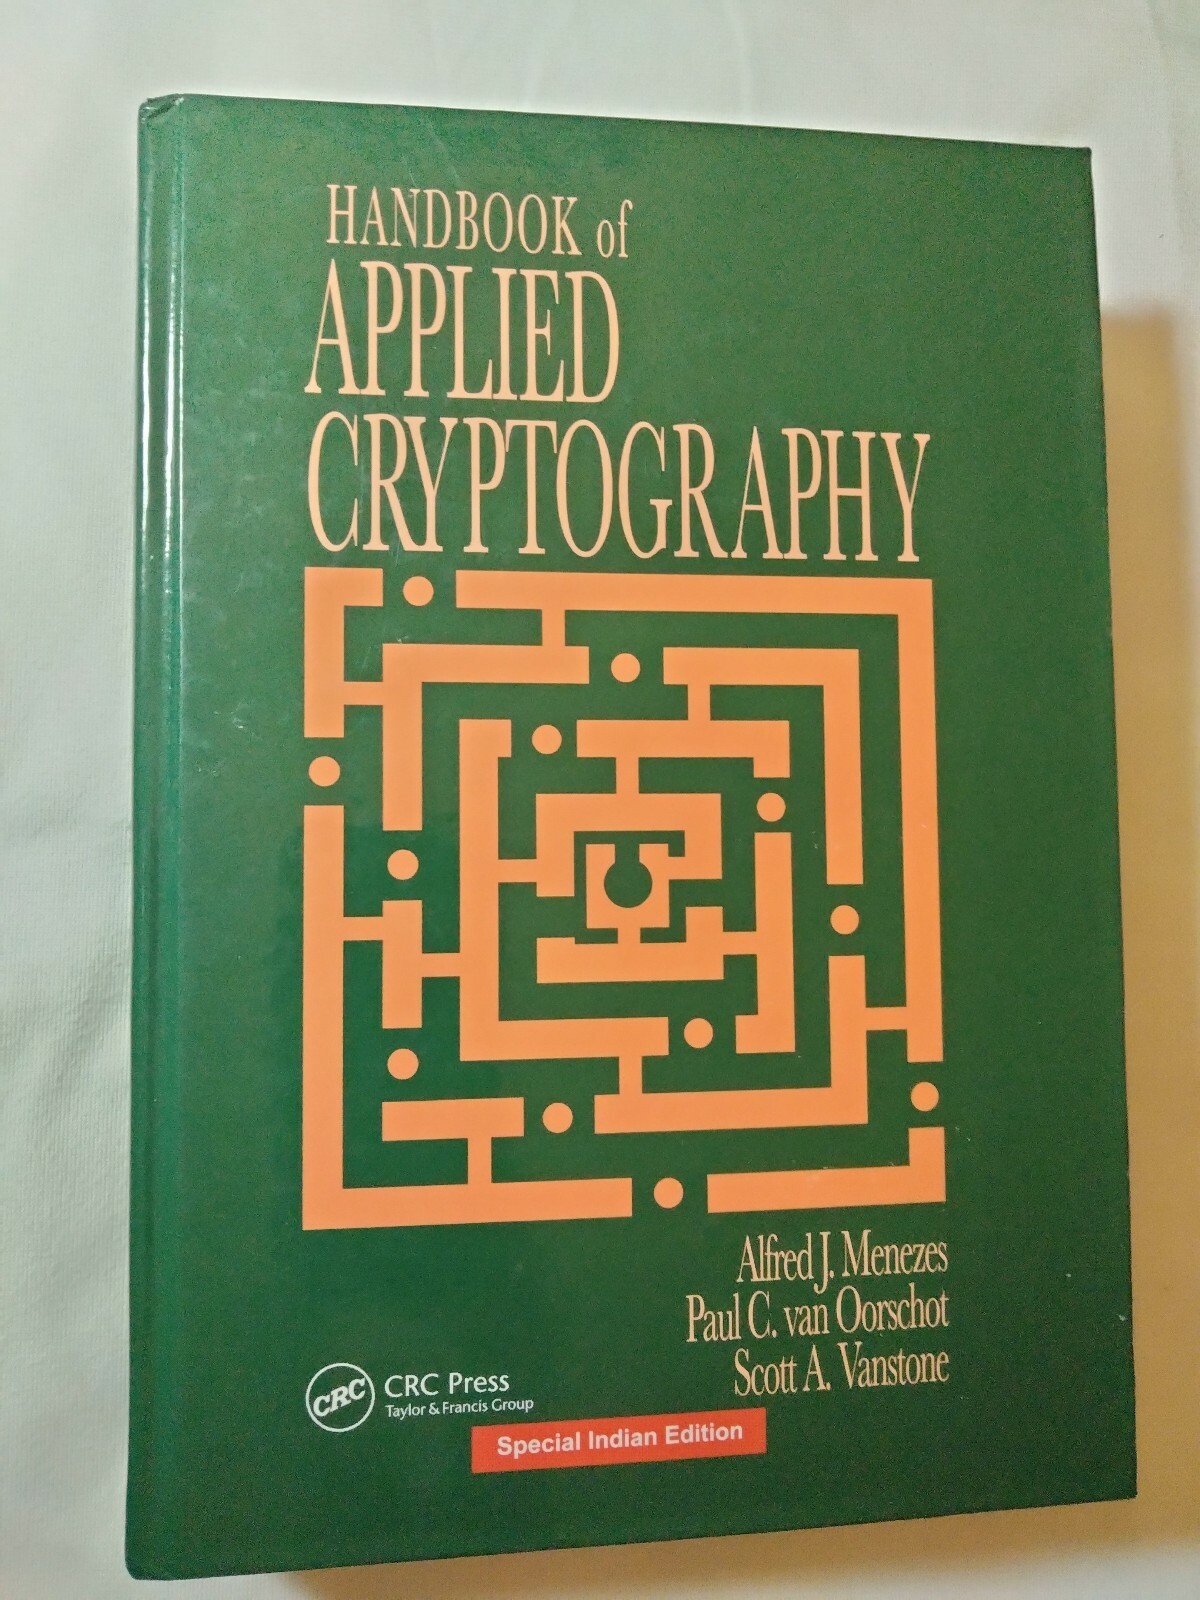 HANDBOOK of
APPLIED
CRYPTOGRAPHY
Alfred J. Menezes
Paul C. van Oorschot
Scott A. Vanstone
CRC
CRC Press
Taylor & Francis Group
Special Indian Edition